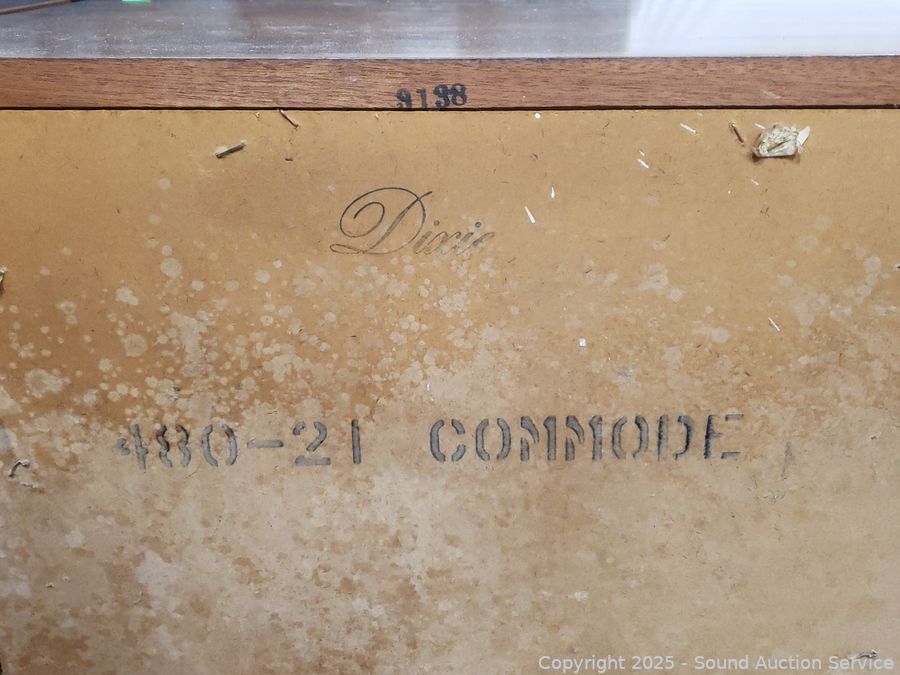 9138
Dixie
480-21 COMMODE
Copyright 2025 - Sound Auction Service